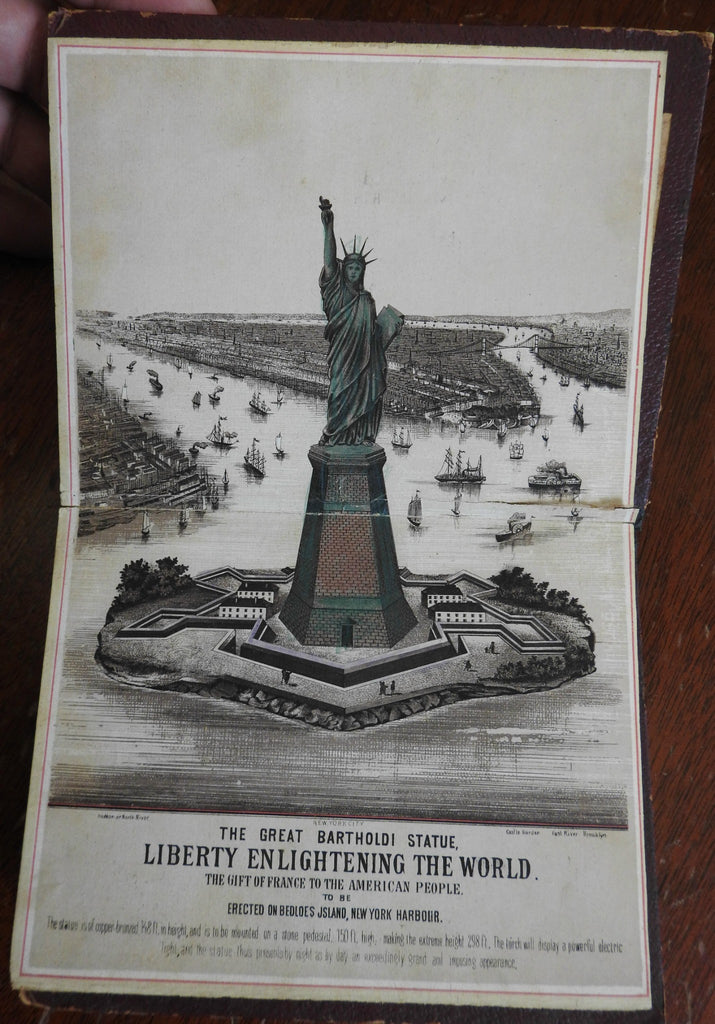 Hudson or North River
NEW YORK CITY
Castle Garden East River Brooklyn
THE GREAT BARTHOLDI STATUE,
LIBERTY ENLIGHTENING THE WORLD.
THE GIFT OF FRANCE TO THE AMERICAN PEOPLE.
TO BE
ERECTED ON BEDLOE'S JSLAND, NEW YORK HARBOUR.
The statue is of copper-bronzed 148 ft. in height, and is to be mounted on a stone pedestal, 150 ft. high, making the extreme height 298 ft. The torch will display a powerful electric
light, and the statue thus presents by night as by day, an exceedingly grand and imposing appearance.